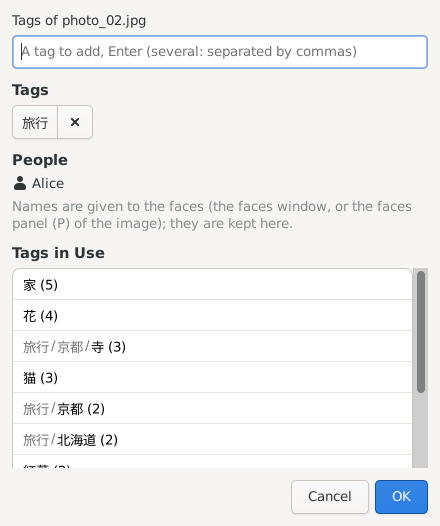 Tags of photo_02.jpg
A tag to add, Enter (several: separated by commas)
Tags
旅行
People
Alice
Names are given to the faces (the faces window, or the faces
panel (P) of the image); they are kept here.
Tags in Use
家 (5)
花 (4)
旅行/京都/寺 (3)
猫 (3)
旅行/京都 (2)
旅行/北海道 (2)
Cancel
OK